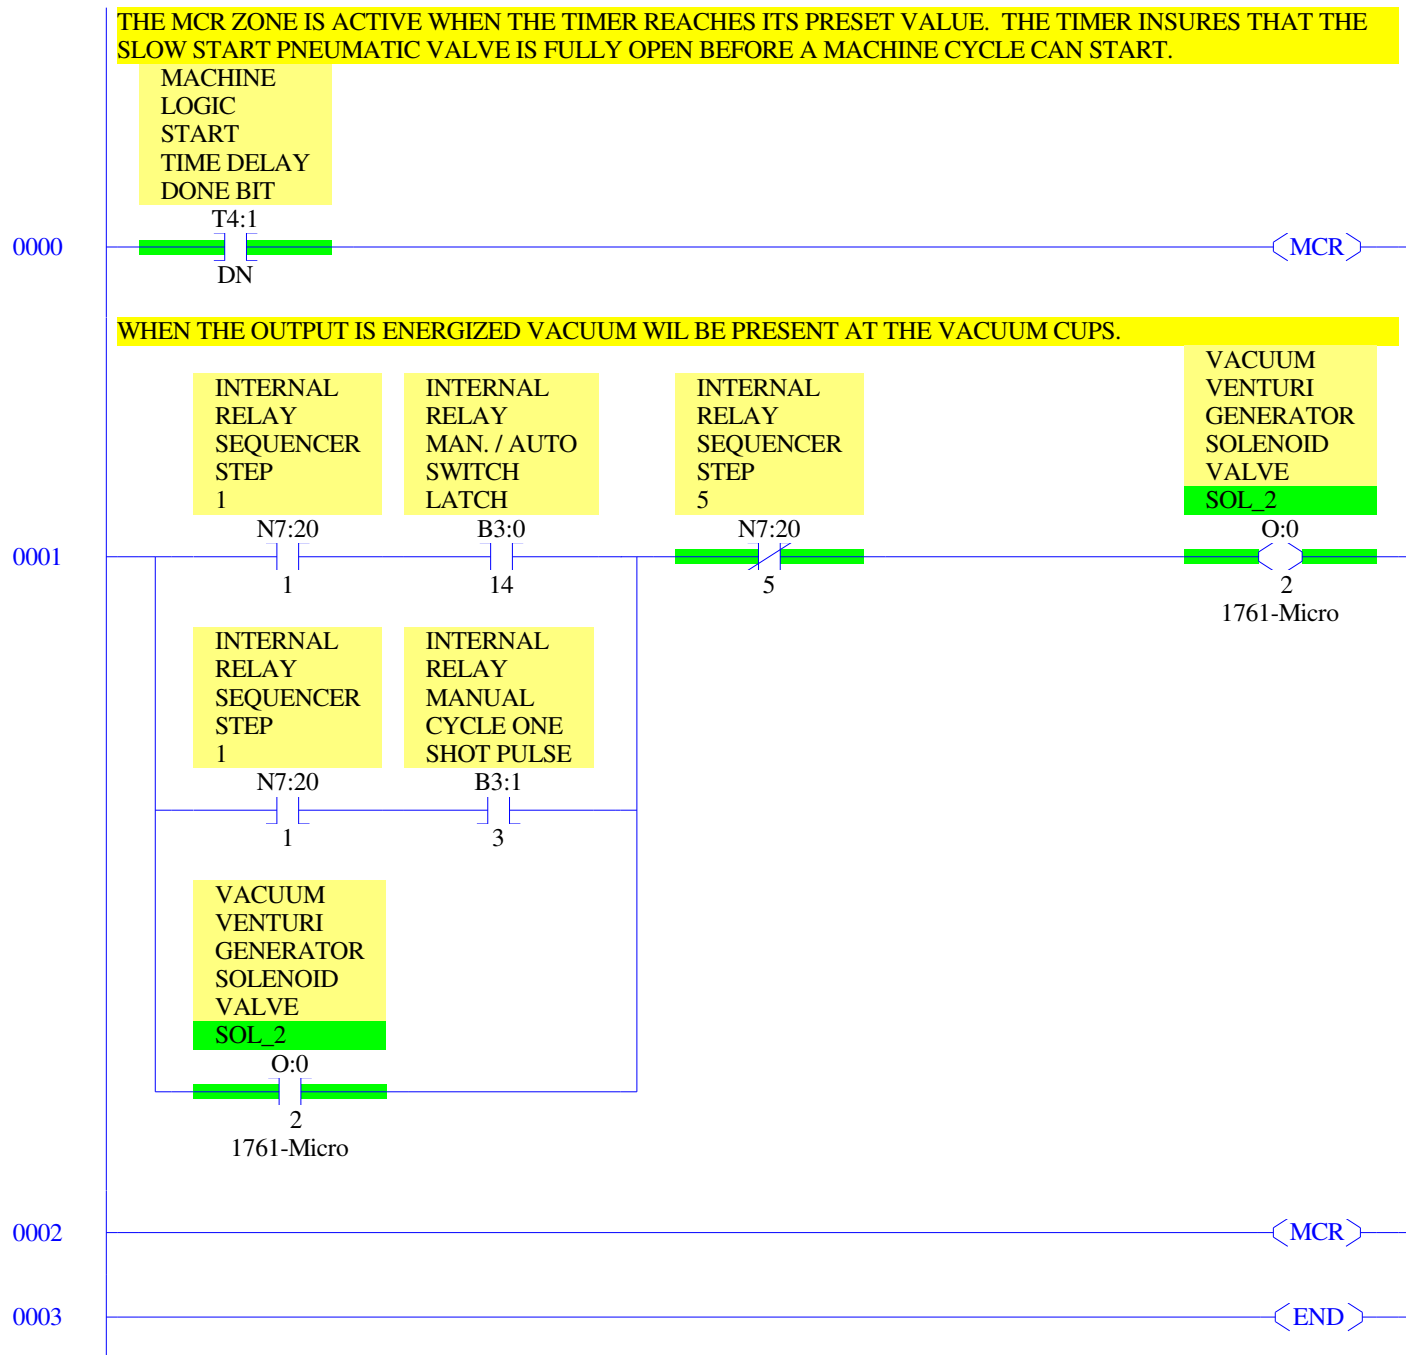 THE MCR ZONE IS ACTIVE WHEN THE TIMER REACHES ITS PRESET VALUE.  THE TIMER INSURES THAT THE
SLOW START PNEUMATIC VALVE IS FULLY OPEN BEFORE A MACHINE CYCLE CAN START.
MACHINE
LOGIC
START
TIME DELAY
DONE BIT
T4:1
0000
MCR
DN
WHEN THE OUTPUT IS ENERGIZED VACUUM WIL BE PRESENT AT THE VACUUM CUPS.
INTERNAL
RELAY
SEQUENCER
STEP
1
N7:20
1
INTERNAL
RELAY
MAN. / AUTO
SWITCH
LATCH
B3:0
14
INTERNAL
RELAY
SEQUENCER
STEP
5
N7:20
5
VACUUM
VENTURI
GENERATOR
SOLENOID
VALVE
SOL_2
O:0
2
1761-Micro
0001
INTERNAL
RELAY
SEQUENCER
STEP
1
N7:20
1
INTERNAL
RELAY
MANUAL
CYCLE ONE
SHOT PULSE
B3:1
3
VACUUM
VENTURI
GENERATOR
SOLENOID
VALVE
SOL_2
O:0
2
1761-Micro
0002
MCR
0003
END